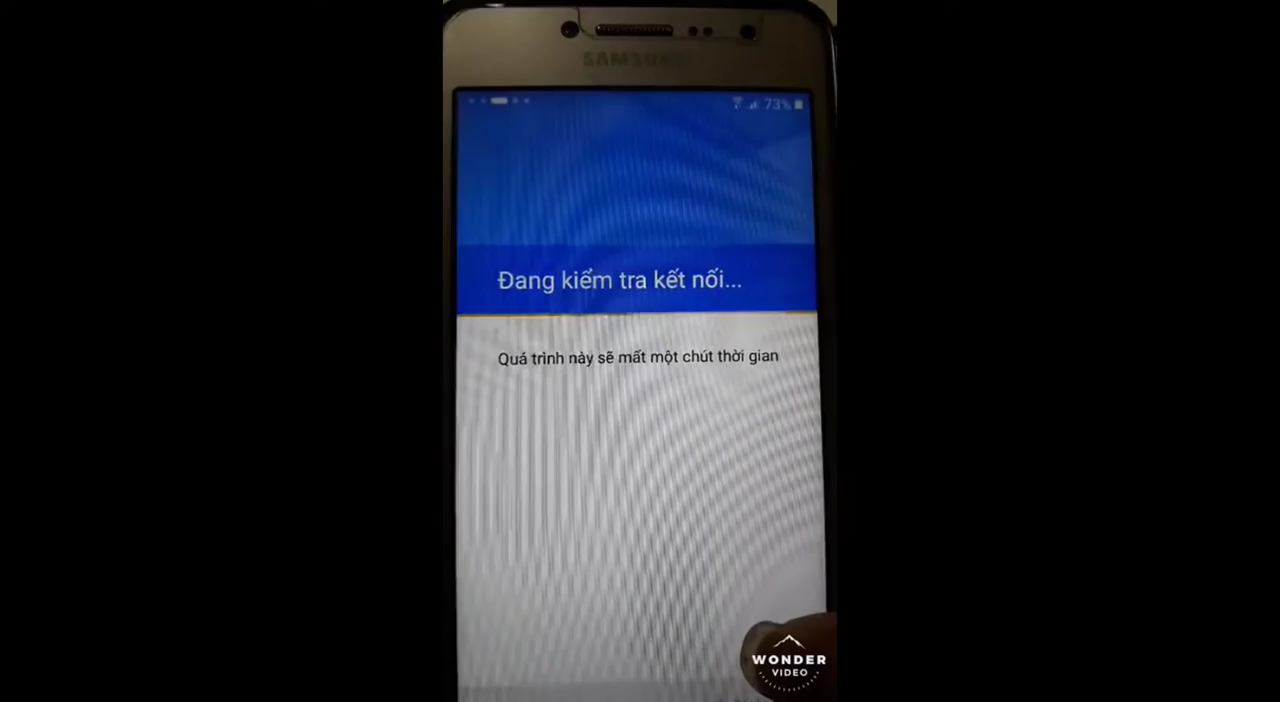 SAMSUNG
73%
Đang kiểm tra kết nối...
Quá trình này sẽ mất một chút thời gian
WONDER
VIDEO